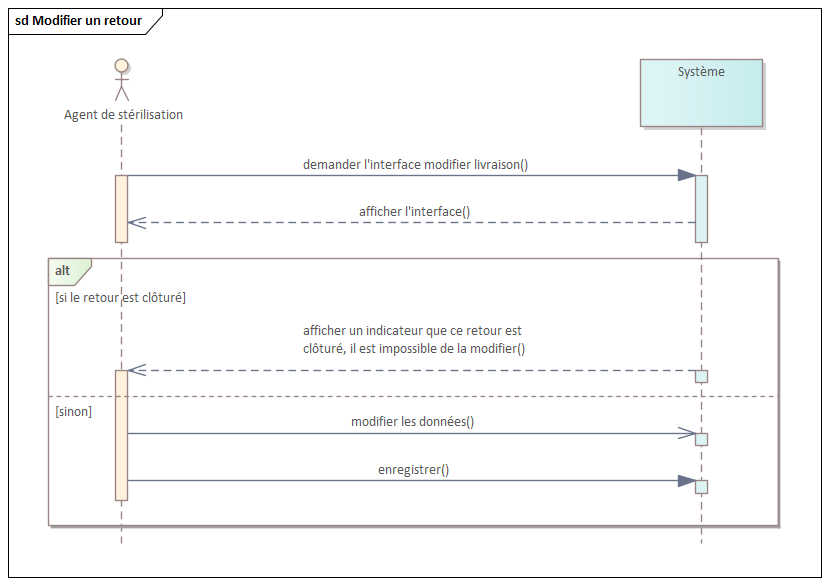 sd Modifier un retour
Agent de stérilisation
Système
demander l'interface modifier livraison()
afficher l'interface()
alt
[si le retour est clôturé]
afficher un indicateur que ce retour est
clôturé, il est impossible de la modifier()
[sinon]
modifier les données()
enregistrer()